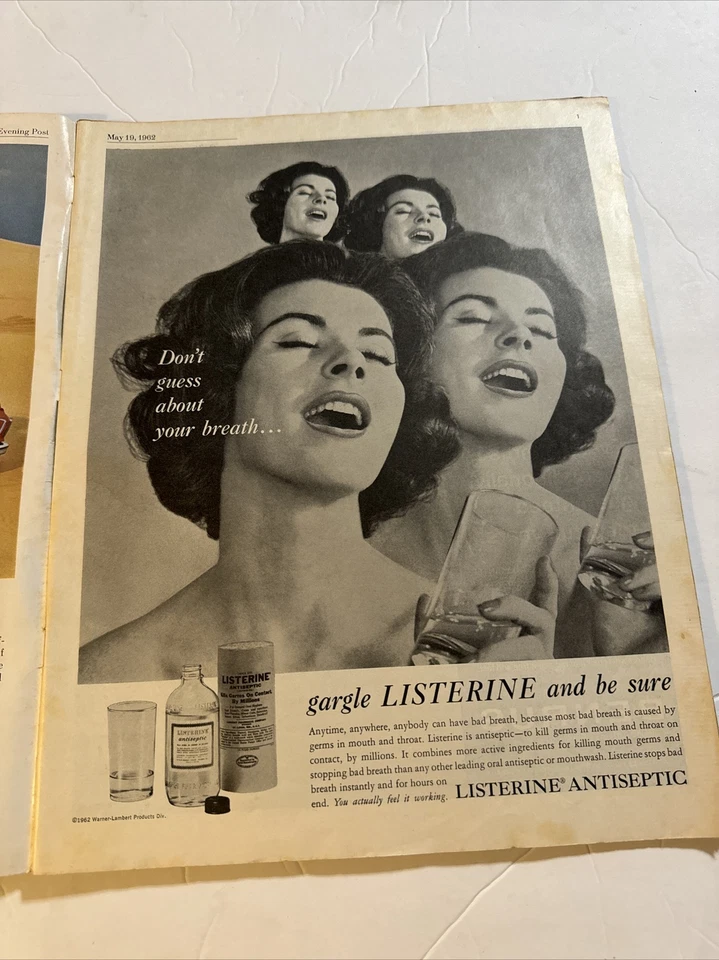 Evening Post
May 19, 1962
Don't
guess
about
your breath...
gargle LISTERINE and be sure
Anytime, anywhere, anybody can have bad breath, because most bad breath is caused by
germs in mouth and throat. Listerine is antiseptic—to kill germs in mouth and throat on
contact, by millions. It combines more active ingredients for killing mouth germs and
stopping bad breath than any other leading oral antiseptic or mouthwash. Listerine stops bad
breath instantly and for hours on
end. You actually feel it working.
LISTERINE® ANTISEPTIC
LISTERINE
ANTISEPTIC
Kills Germs On Contact
By Millions
LISTERINE
antiseptic
©1962 Warner-Lambert Products Div.